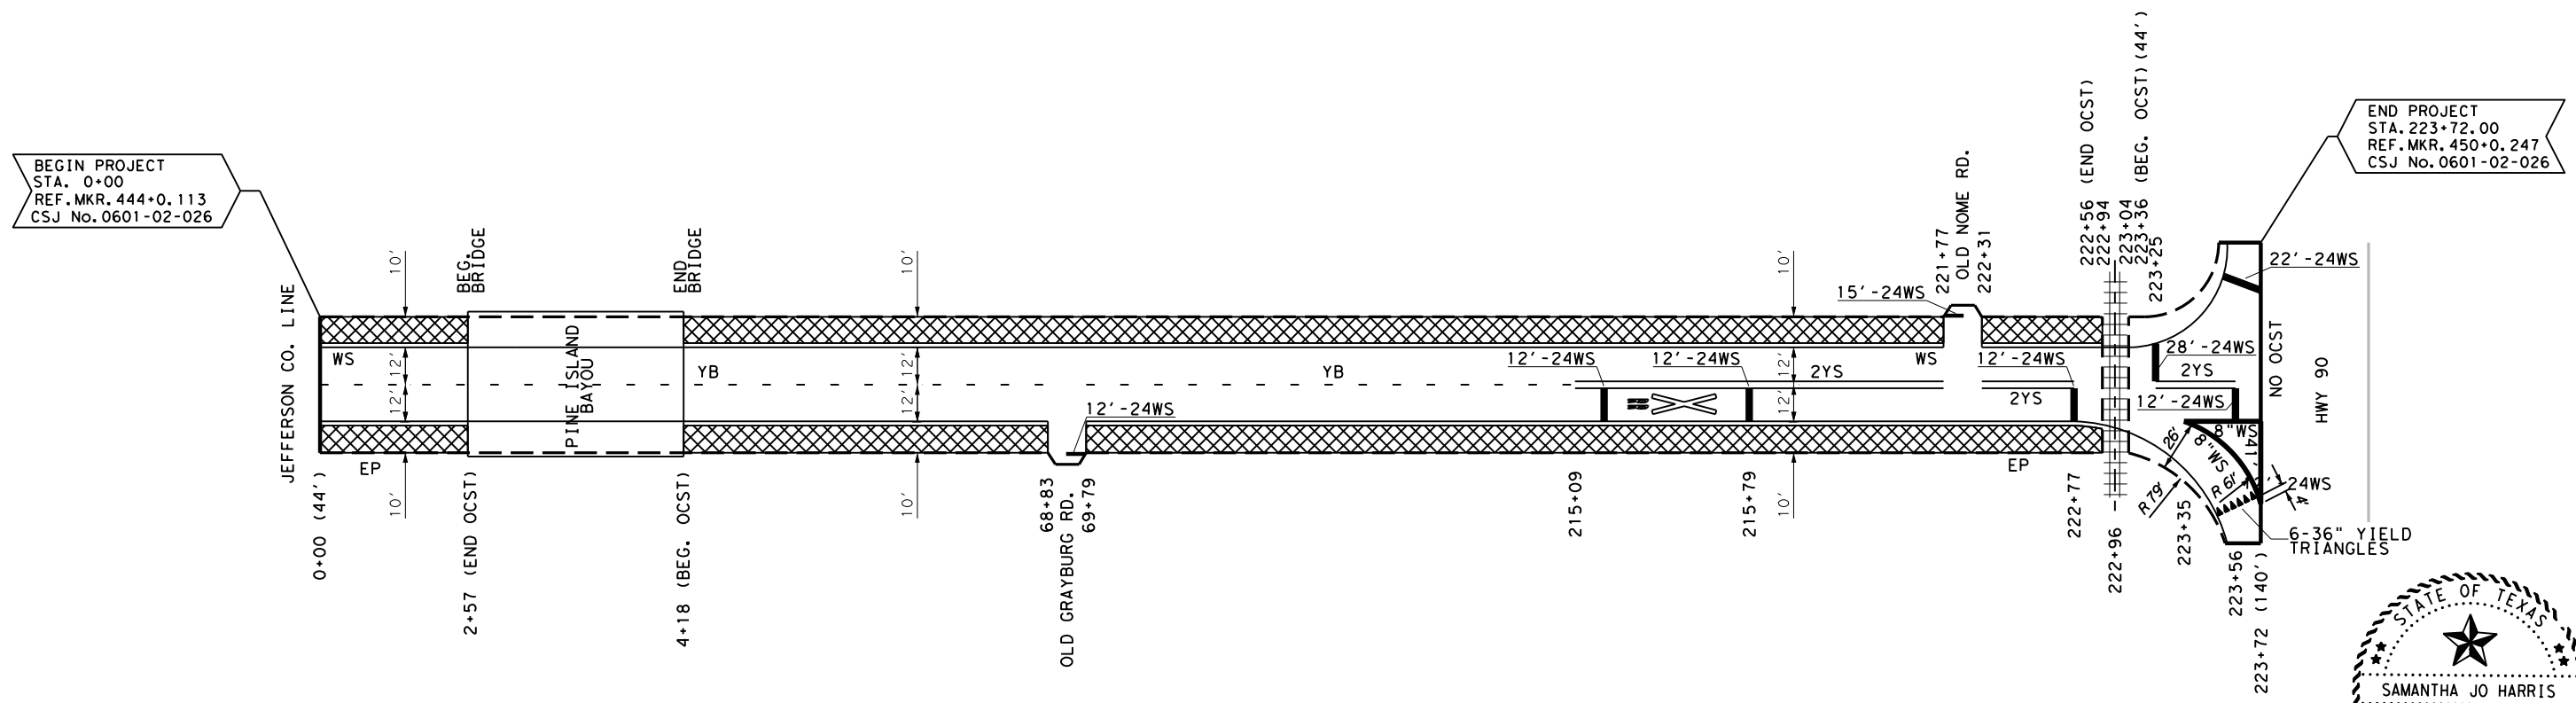 BEGIN PROJECT
STA. 0+00
REF.MKR.444+0.113
CSJ No.0601-02-026
JEFFERSON CO. LINE
0+00 (44')
WS
EP
10'
12'
12'
10'
BEG.
BRIDGE
2+57 (END OCST)
PINE ISLAND
BAYOU
END
BRIDGE
4+18 (BEG. OCST)
YB
10'
12'
12'
10'
68+83
OLD GRAYBURG RD.
69+79
12'-24WS
YB
12'-24WS
215+09
12'-24WS
215+79
10'
12'
12'
10'
2YS
15'-24WS
WS
221+77
OLD NOME RD.
222+31
12'-24WS
2YS
EP
222+77
222+56 (END OCST)
222+94
223+04
223+36 (BEG. OCST)(44')
223+25
222+96
28'-24WS
2YS
12'-24WS
22'-24WS
NO OCST
HWY 90
8"WS
26'
8"WS
R 61'
R 79'
24WS
4'
6-36" YIELD
TRIANGLES
223+35
223+56
223+72 (140')
END PROJECT
STA.223+72.00
REF.MKR.450+0.247
CSJ No.0601-02-026
STATE OF TEXAS
SAMANTHA JO HARRIS